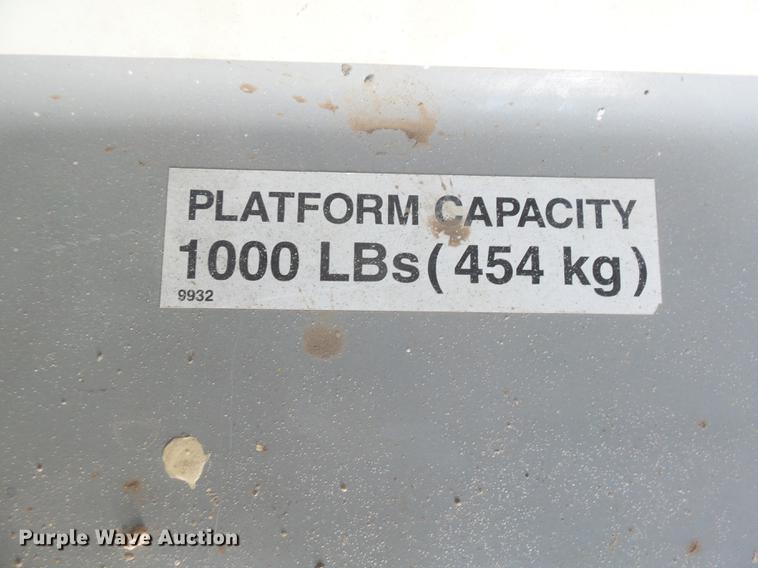 PLATFORM CAPACITY
1000 LBs ( 454 kg )
9932
Purple Wave Auction